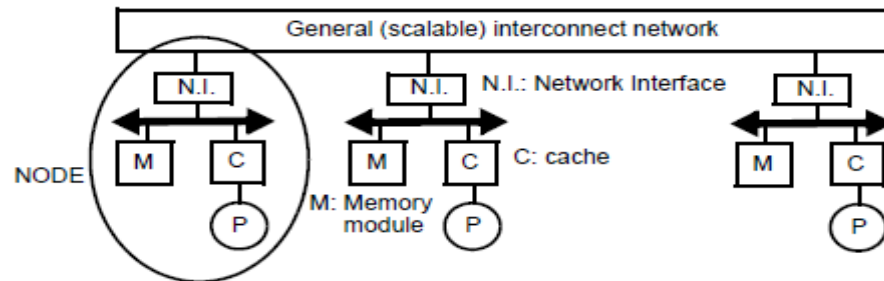 General (scalable) interconnect network
N.I.
N.I.
N.I.: Network Interface
N.I.
M
C
M
C
C: cache
M
C
NODE
M: Memory
module
P
P
P